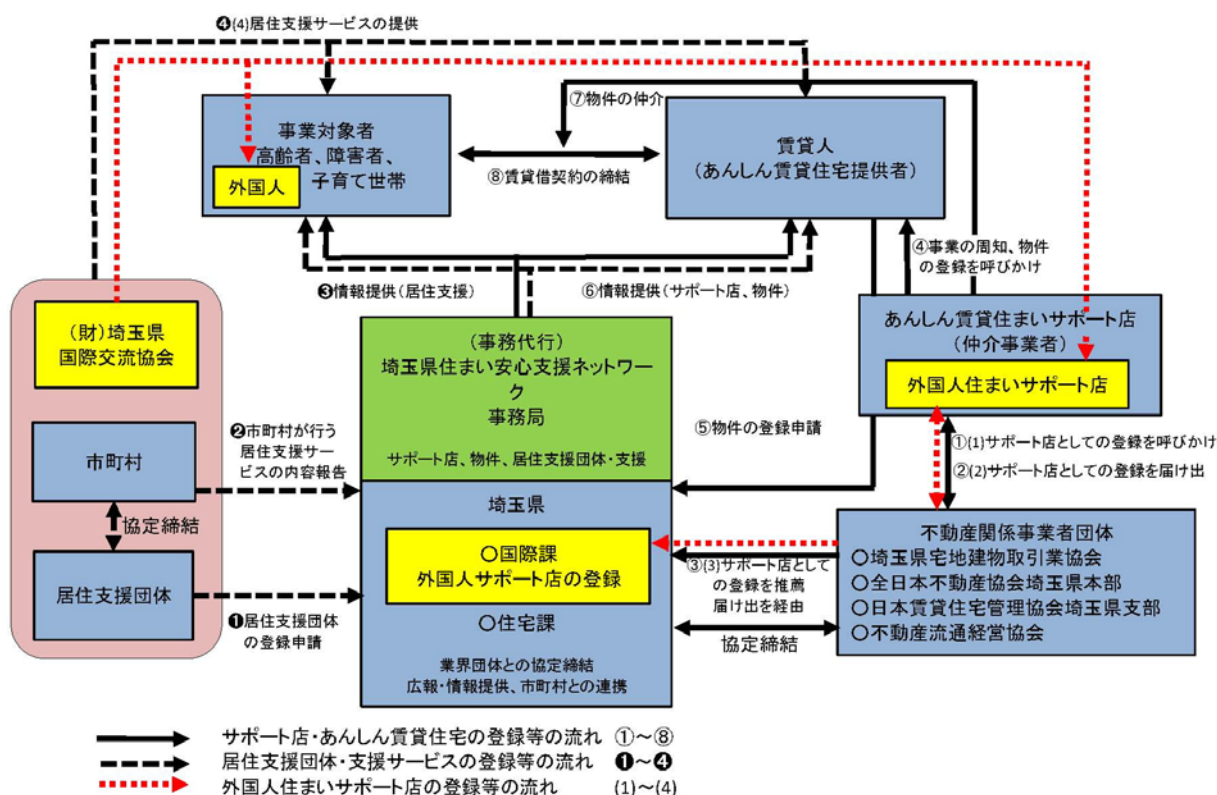 ❹(4)居住支援サービスの提供
⑦物件の仲介
事業対象者
高齢者、障害者、
子育て世帯
外国人
賃貸人
(あんしん賃貸住宅提供者)
⑧賃貸借契約の締結
④事業の周知、物件
の登録を呼びかけ
❸情報提供(居住支援)
⑥情報提供(サポート店、物件)
(財)埼玉県
国際交流協会
(事務代行)
埼玉県住まい安心支援ネットワー
ク
事務局
サポート店、物件、居住支援団体・支援
あんしん賃貸住まいサポート店
(仲介事業者)
外国人住まいサポート店
❷市町村が行う
居住支援サー
ビスの内容報告
⑤物件の登録申請
①(1)サポート店としての登録を呼びかけ
②(2)サポート店としての登録を届け出
市町村
協定締結
居住支援団体
❶居住支援団体
の登録申請
埼玉県
〇国際課
外国人サポート店の登録
〇住宅課
業界団体との協定締結
広報・情報提供、市町村との連携
③(3)サポート店として
の登録を推薦
届け出を経由
協定締結
不動産関係事業者団体
〇埼玉県宅地建物取引業協会
〇全日本不動産協会埼玉県本部
〇日本賃貸住宅管理協会埼玉県支部
〇不動産流通経営協会
サポート店・あんしん賃貸住宅の登録等の流れ ①～⑧
居住支援団体・支援サービスの登録等の流れ ❶～❹
外国人住まいサポート店の登録等の流れ (1)～(4)